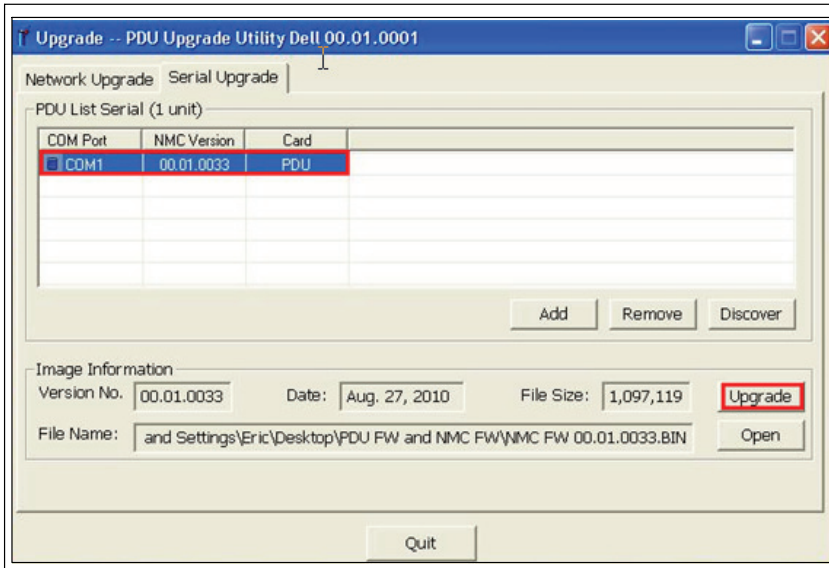 Upgrade -- PDU Upgrade Utility Dell 00.01.0001
Network Upgrade Serial Upgrade
PDU List Serial (1 unit)
COM Port NMC Version Card
COM1 00.01.0033 PDU
Add Remove Discover
Image Information
Version No. 00.01.0033 Date: Aug. 27, 2010 File Size: 1,097,119 Upgrade
File Name: and Settings\Eric\Desktop\PDU FW and NMC FW\NMC FW 00.01.0033.BIN Open
Quit